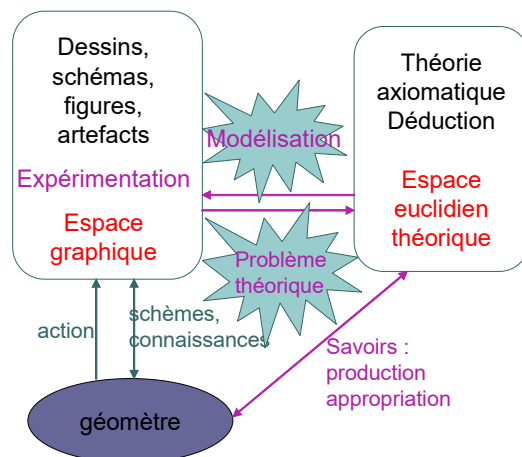 Dessins,
schémas,
figures,
artefacts
Expérimentation
Espace
graphique
Modélisation
Problème
théorique
Théorie
axiomatique
Déduction
Espace
euclidien
théorique
action
schèmes,
connaissances
Savoirs :
production
appropriation
géomètre